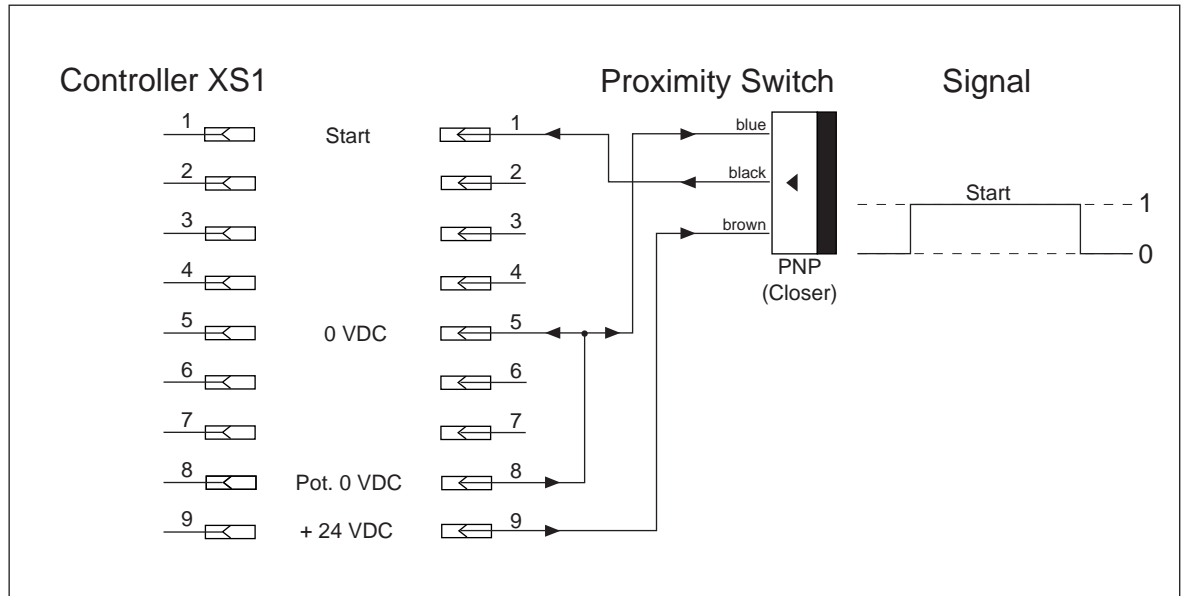 Controller XS1 Proximity Switch Signal
1 Start 1 blue
2 2 black Start 1
3 3 brown 0
4 4 PNP
(Closer)
5 0 VDC 5
6 6
7 7
8 Pot. 0 VDC 8
9 + 24 VDC 9